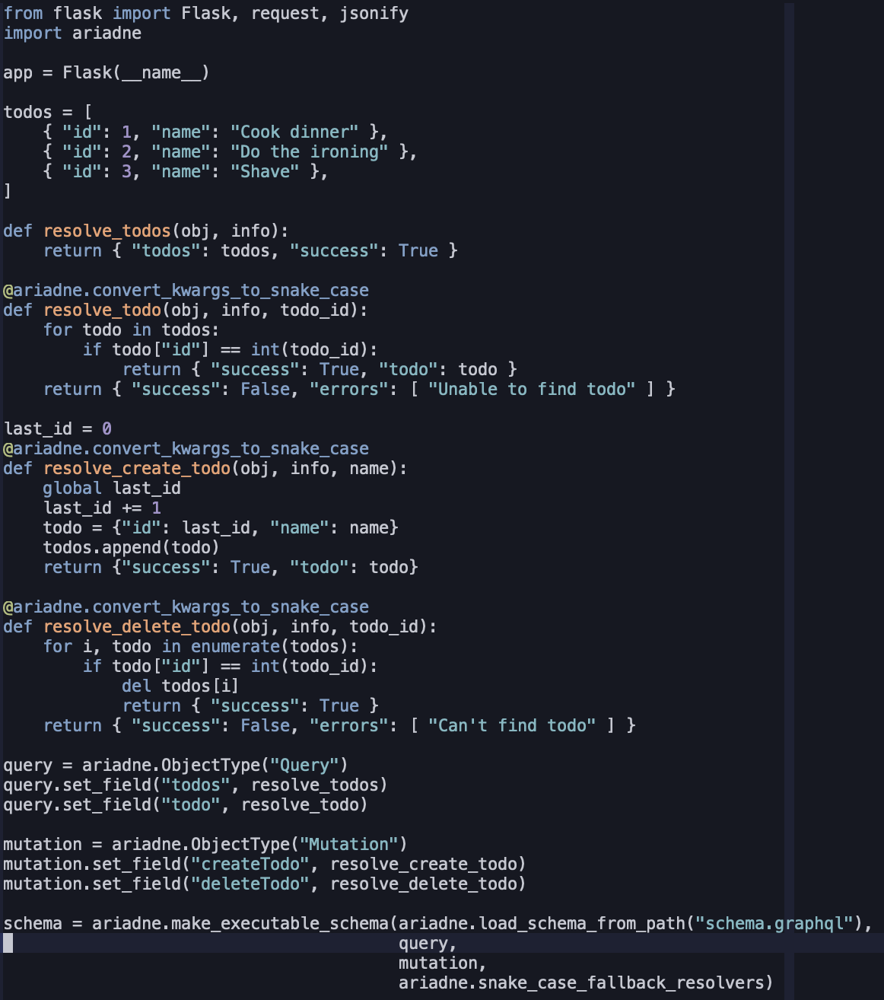 from flask import Flask, request, jsonify
import ariadne

app = Flask(__name__)

todos = [
    { "id": 1, "name": "Cook dinner" },
    { "id": 2, "name": "Do the ironing" },
    { "id": 3, "name": "Shave" },
]

def resolve_todos(obj, info):
    return { "todos": todos, "success": True }

@ariadne.convert_kwargs_to_snake_case
def resolve_todo(obj, info, todo_id):
    for todo in todos:
        if todo["id"] == int(todo_id):
            return { "success": True, "todo": todo }
    return { "success": False, "errors": [ "Unable to find todo" ] }

last_id = 0
@ariadne.convert_kwargs_to_snake_case
def resolve_create_todo(obj, info, name):
    global last_id
    last_id += 1
    todo = {"id": last_id, "name": name}
    todos.append(todo)
    return {"success": True, "todo": todo}

@ariadne.convert_kwargs_to_snake_case
def resolve_delete_todo(obj, info, todo_id):
    for i, todo in enumerate(todos):
        if todo["id"] == int(todo_id):
            del todos[i]
            return { "success": True }
    return { "success": False, "errors": [ "Can't find todo" ] }

query = ariadne.ObjectType("Query")
query.set_field("todos", resolve_todos)
query.set_field("todo", resolve_todo)

mutation = ariadne.ObjectType("Mutation")
mutation.set_field("createTodo", resolve_create_todo)
mutation.set_field("deleteTodo", resolve_delete_todo)

schema = ariadne.make_executable_schema(ariadne.load_schema_from_path("schema.graphql"),
                                        query,
                                        mutation,
                                        ariadne.snake_case_fallback_resolvers)